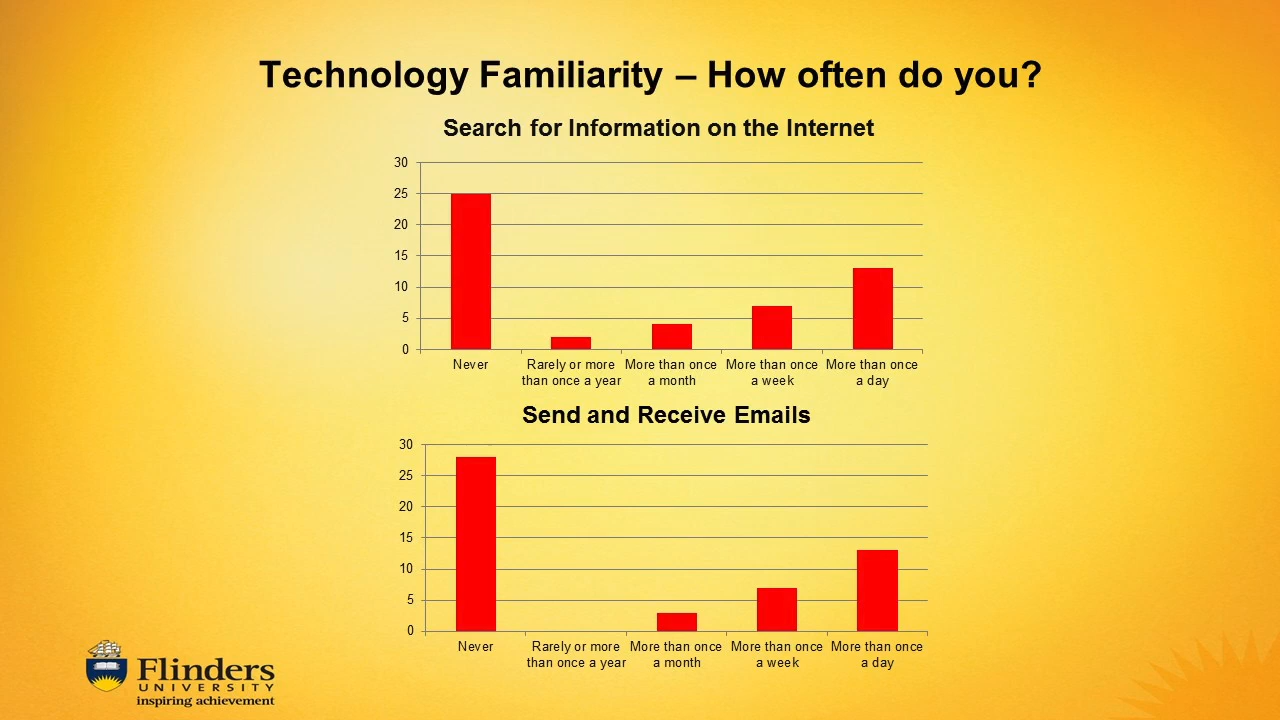 Technology Familiarity – How often do you?
Search for Information on the Internet
30
25
20
15
10
5
0
Never
Rarely or more
than once a year
More than once
a month
More than once
a week
More than once
a day
Send and Receive Emails
30
25
20
15
10
5
0
Never
Rarely or more
than once a year
More than once
a month
More than once
a week
More than once
a day
Flinders
UNIVERSITY
inspiring achievement